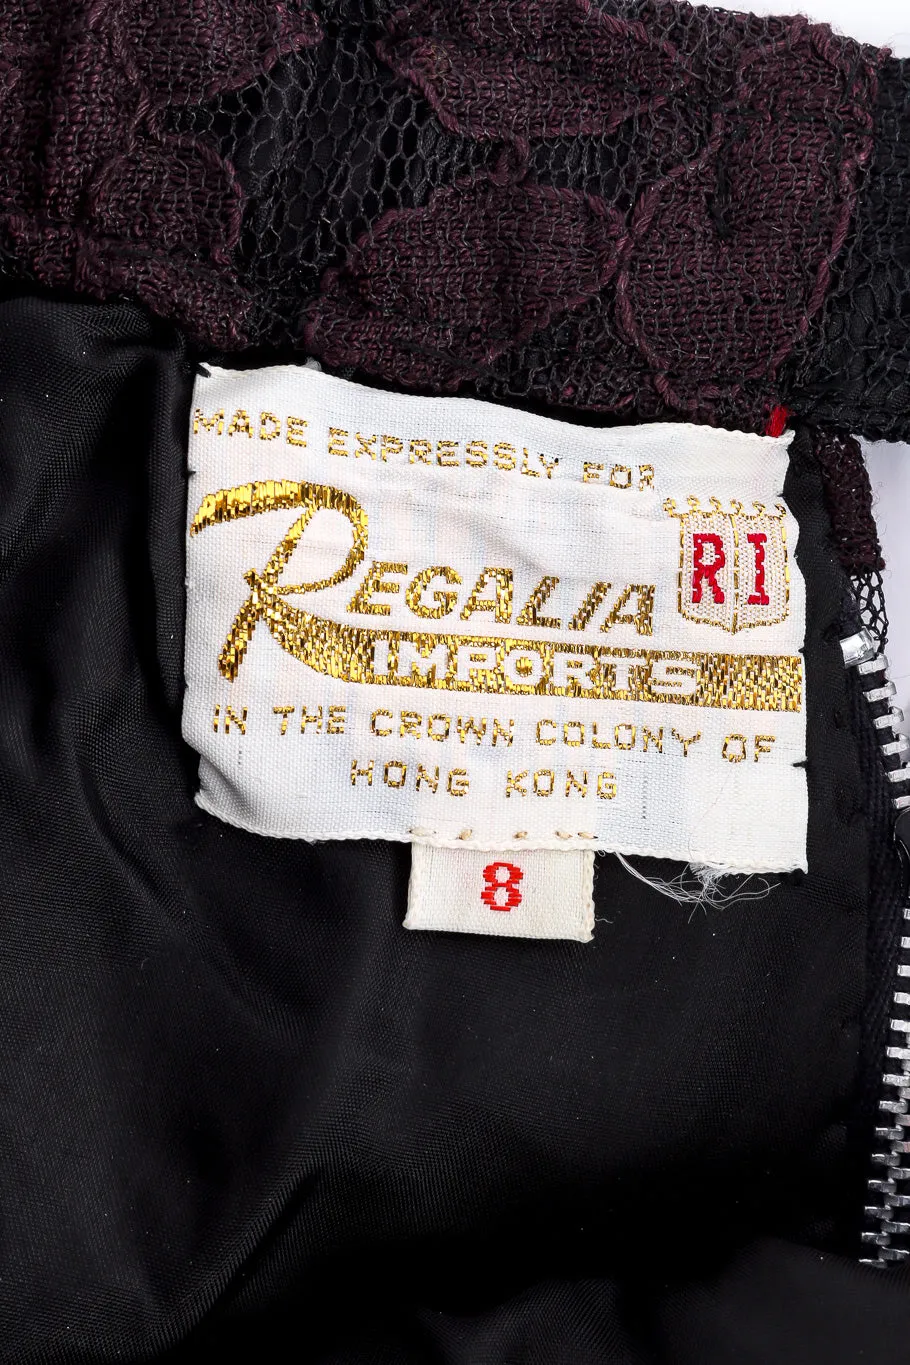 MADE EXPRESSLY FOR
REGALIA
RI
IMPORTS
IN THE CROWN COLONY OF
HONG KONG
8